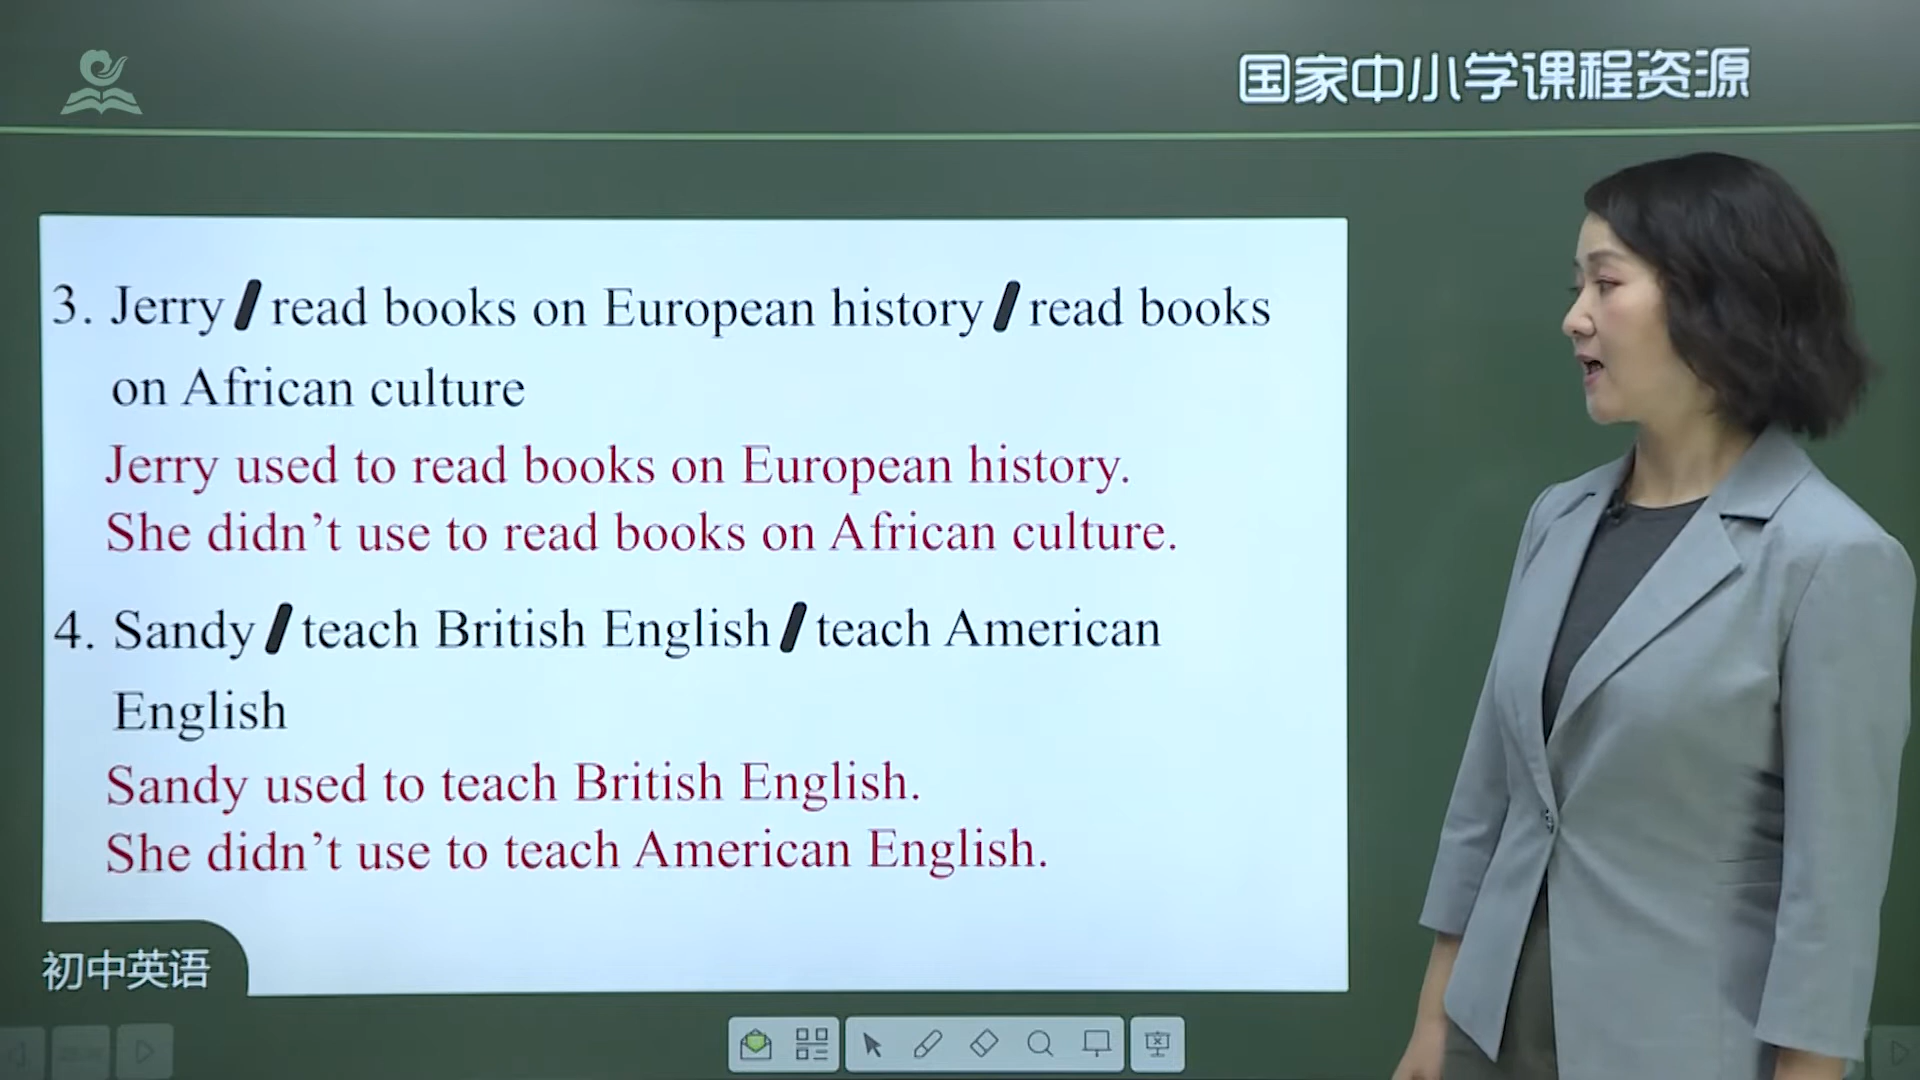 国家中小学课程资源
3. Jerry / read books on European history / read books
on African culture
Jerry used to read books on European history.
She didn’t use to read books on African culture.
4. Sandy / teach British English / teach American
English
Sandy used to teach British English.
She didn’t use to teach American English.
初中英语